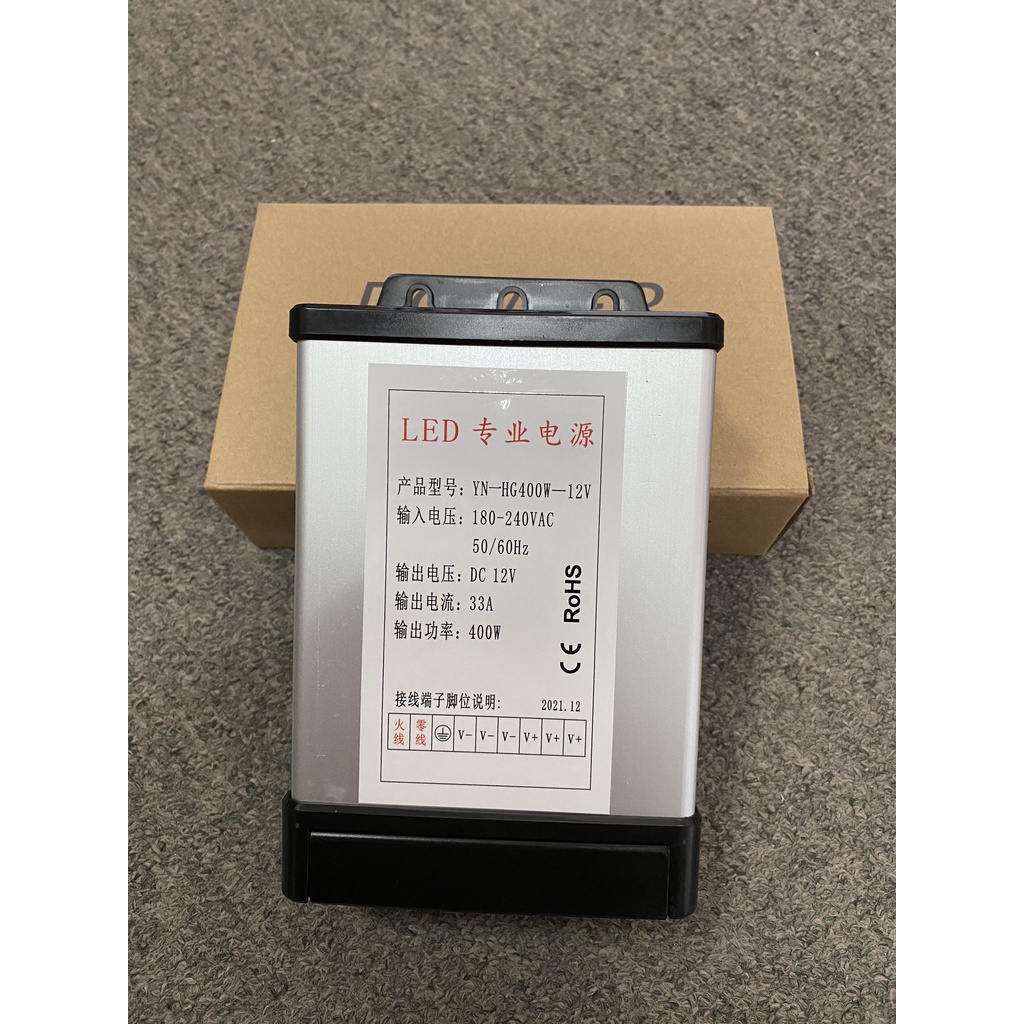 LED 专业电源
产品型号: YN—HG400W—12V
输入电压: 180-240VAC
50/60Hz
输出电压: DC 12V
输出电流: 33A
输出功率: 400W
CE RoHS
接线端子脚位说明: 2021.12
火线 零线 ⏚ V- V- V- V+ V+ V+